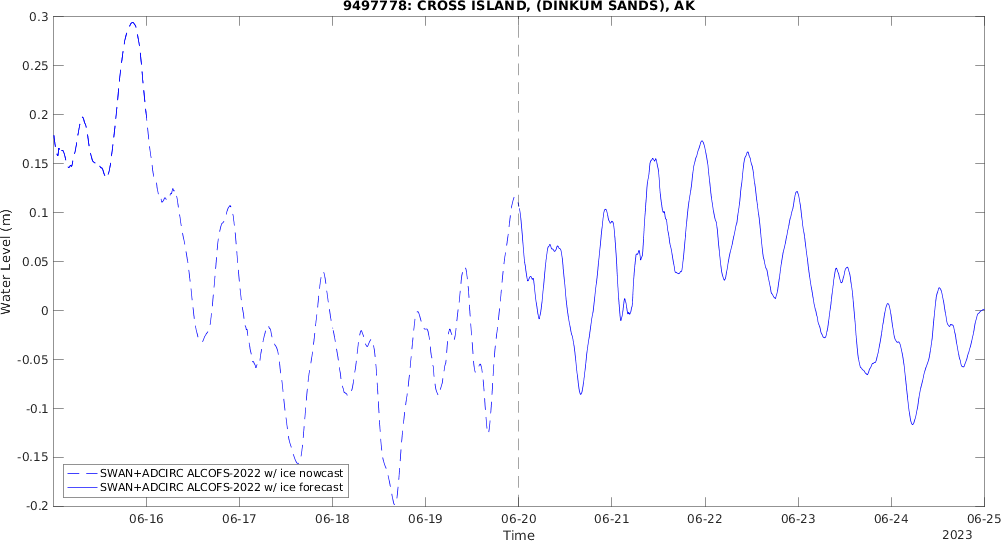 9497778: CROSS ISLAND, (DINKUM SANDS), AK
0.3
0.25
0.2
0.15
0.1
0.05
0
-0.05
-0.1
-0.15
-0.2
Water Level (m)
SWAN+ADCIRC ALCOFS-2022 w/ ice nowcast
SWAN+ADCIRC ALCOFS-2022 w/ ice forecast
06-16 06-17 06-18 06-19 06-20 06-21 06-22 06-23 06-24 06-25
Time
2023